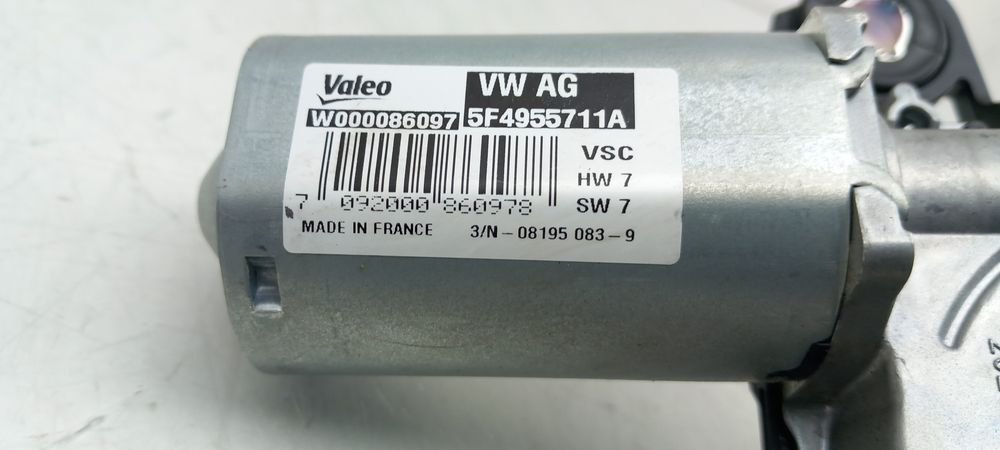 Valeo
VW AG
W000086097 5F4955711A
VSC
HW 7
SW 7
7 092000 860978
MADE IN FRANCE 3/N-08195 083-9